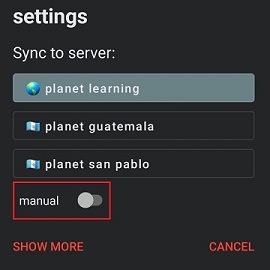 settings
Sync to server:
🌎 planet learning
🇬🇹 planet guatemala
🇬🇹 planet san pablo
manual
SHOW MORE CANCEL